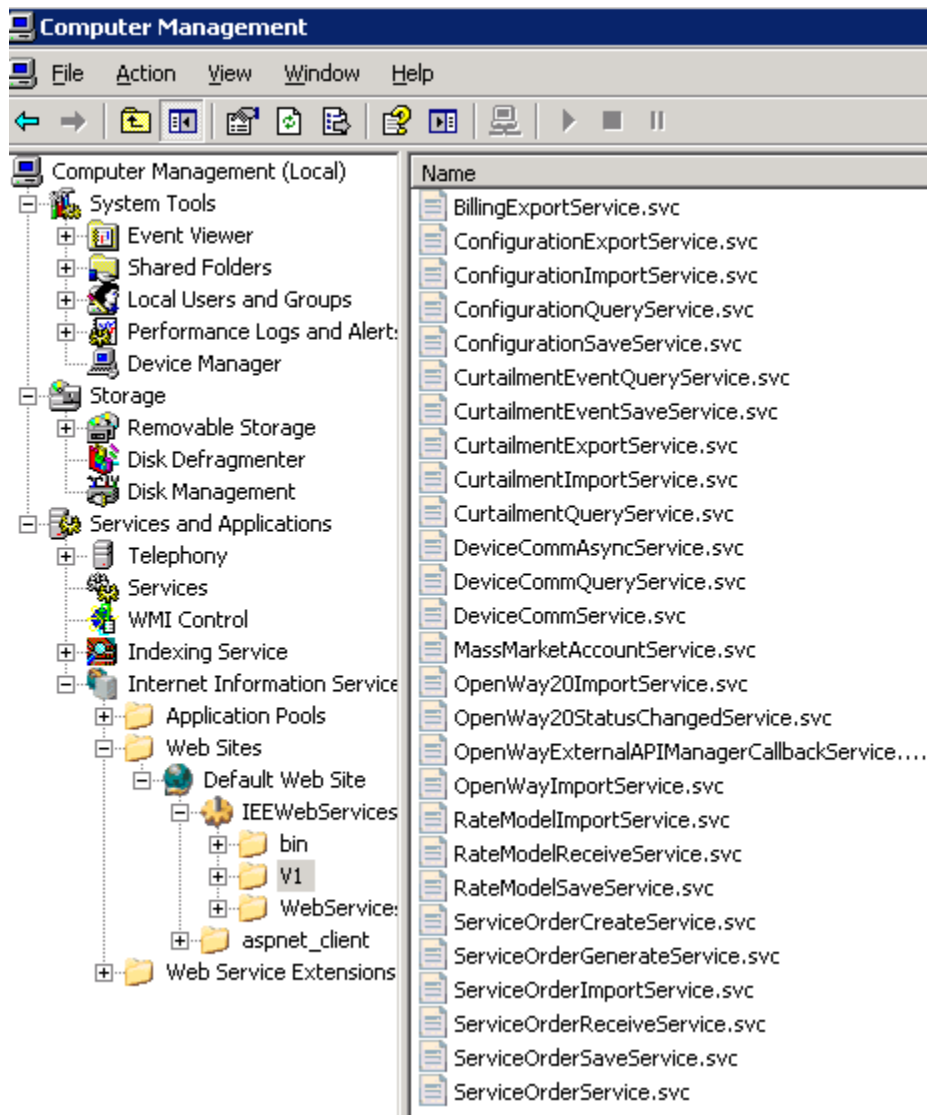 Computer Management
File Action View Window Help
Computer Management (Local)
System Tools
Event Viewer
Shared Folders
Local Users and Groups
Performance Logs and Alert:
Device Manager
Storage
Removable Storage
Disk Defragmenter
Disk Management
Services and Applications
Telephony
Services
WMI Control
Indexing Service
Internet Information Service
Application Pools
Web Sites
Default Web Site
IEEWebServices
bin
V1
WebServices
aspnet_client
Web Service Extensions
Name
BillingExportService.svc
ConfigurationExportService.svc
ConfigurationImportService.svc
ConfigurationQueryService.svc
ConfigurationSaveService.svc
CurtailmentEventQueryService.svc
CurtailmentEventSaveService.svc
CurtailmentExportService.svc
CurtailmentImportService.svc
CurtailmentQueryService.svc
DeviceCommAsyncService.svc
DeviceCommQueryService.svc
DeviceCommService.svc
MassMarketAccountService.svc
OpenWay20ImportService.svc
OpenWay20StatusChangedService.svc
OpenWayExternalAPIManagerCallbackService....
OpenWayImportService.svc
RateModelImportService.svc
RateModelReceiveService.svc
RateModelSaveService.svc
ServiceOrderCreateService.svc
ServiceOrderGenerateService.svc
ServiceOrderImportService.svc
ServiceOrderReceiveService.svc
ServiceOrderSaveService.svc
ServiceOrderService.svc